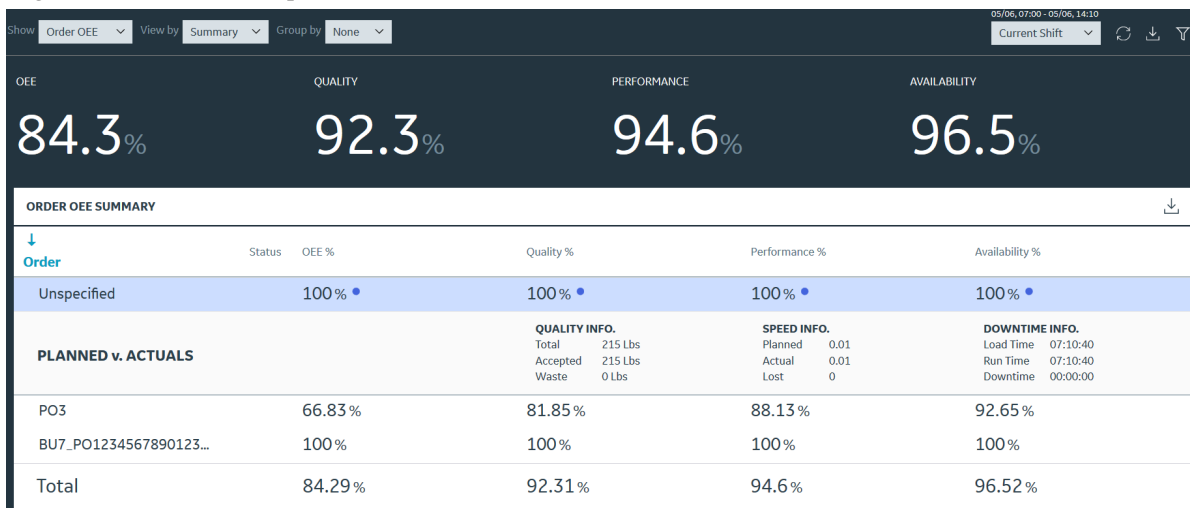 05/06, 07:00 - 05/06, 14:10
Show Order OEE View by Summary Group by None Current Shift
OEE QUALITY PERFORMANCE AVAILABILITY
84.3% 92.3% 94.6% 96.5%
ORDER OEE SUMMARY
↓
Order Status OEE % Quality % Performance % Availability %
Unspecified 100% 100% 100% 100%
QUALITY INFO. SPEED INFO. DOWNTIME INFO.
Total 215 Lbs Planned 0.01 Load Time 07:10:40
PLANNED v. ACTUALS Accepted 215 Lbs Actual 0.01 Run Time 07:10:40
Waste 0 Lbs Lost 0 Downtime 00:00:00
PO3 66.83% 81.85% 88.13% 92.65%
BU7_PO1234567890123... 100% 100% 100% 100%
Total 84.29% 92.31% 94.6% 96.52%